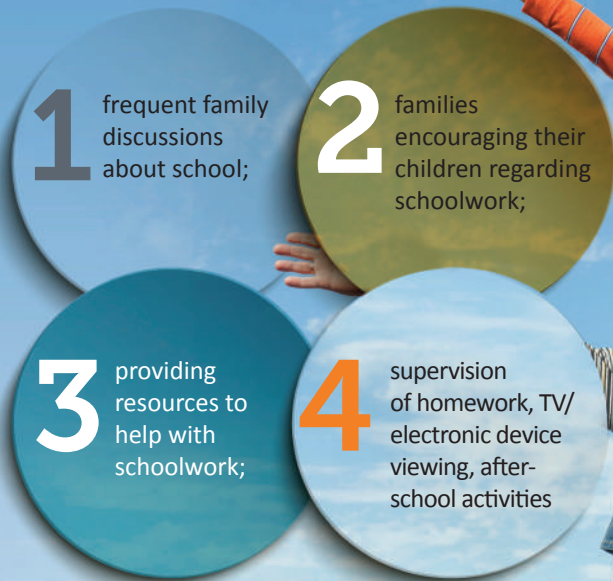 1
frequent family
discussions
about school;
2
families
encouraging their
children regarding
schoolwork;
3
providing
resources to
help with
schoolwork;
4
supervision
of homework, TV/
electronic device
viewing, after-
school activities